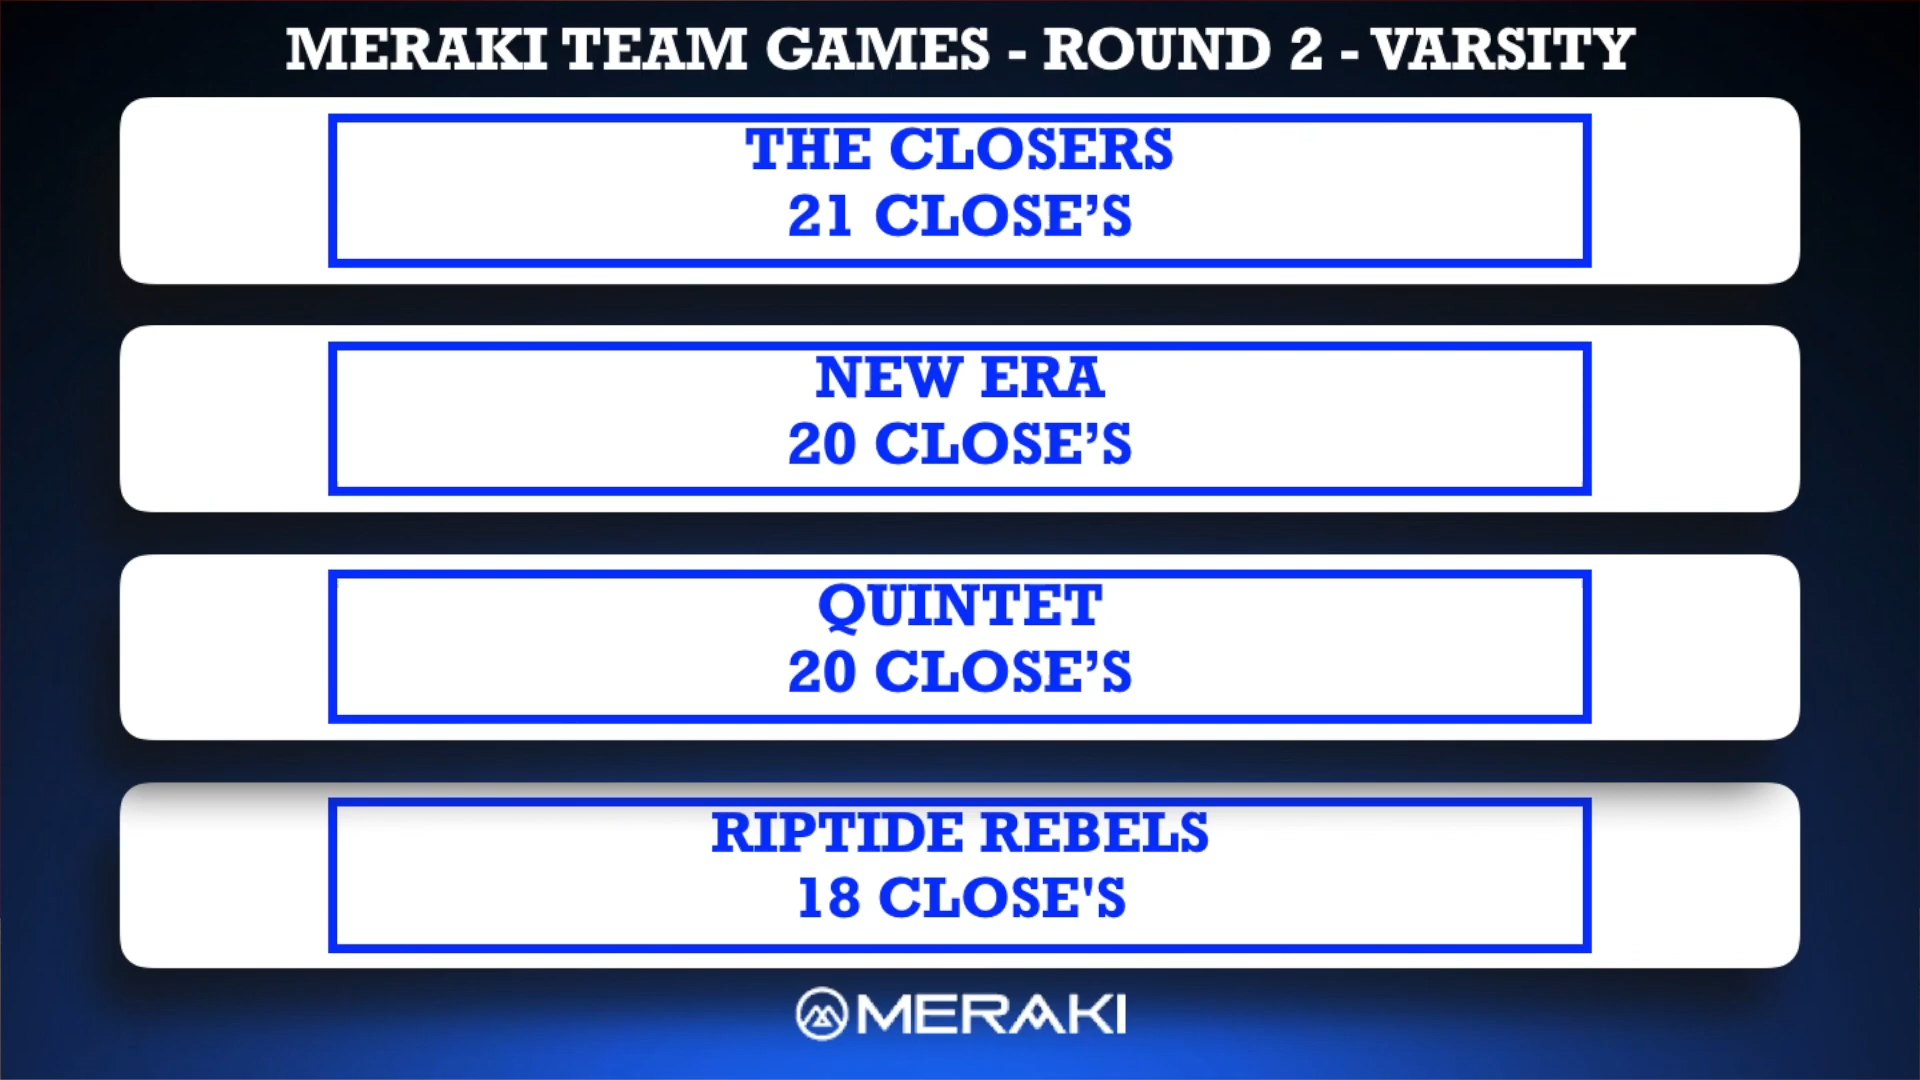 MERAKI TEAM GAMES - ROUND 2 - VARSITY
THE CLOSERS
21 CLOSE’S
NEW ERA
20 CLOSE’S
QUINTET
20 CLOSE’S
RIPTIDE REBELS
18 CLOSE'S
MERAKI